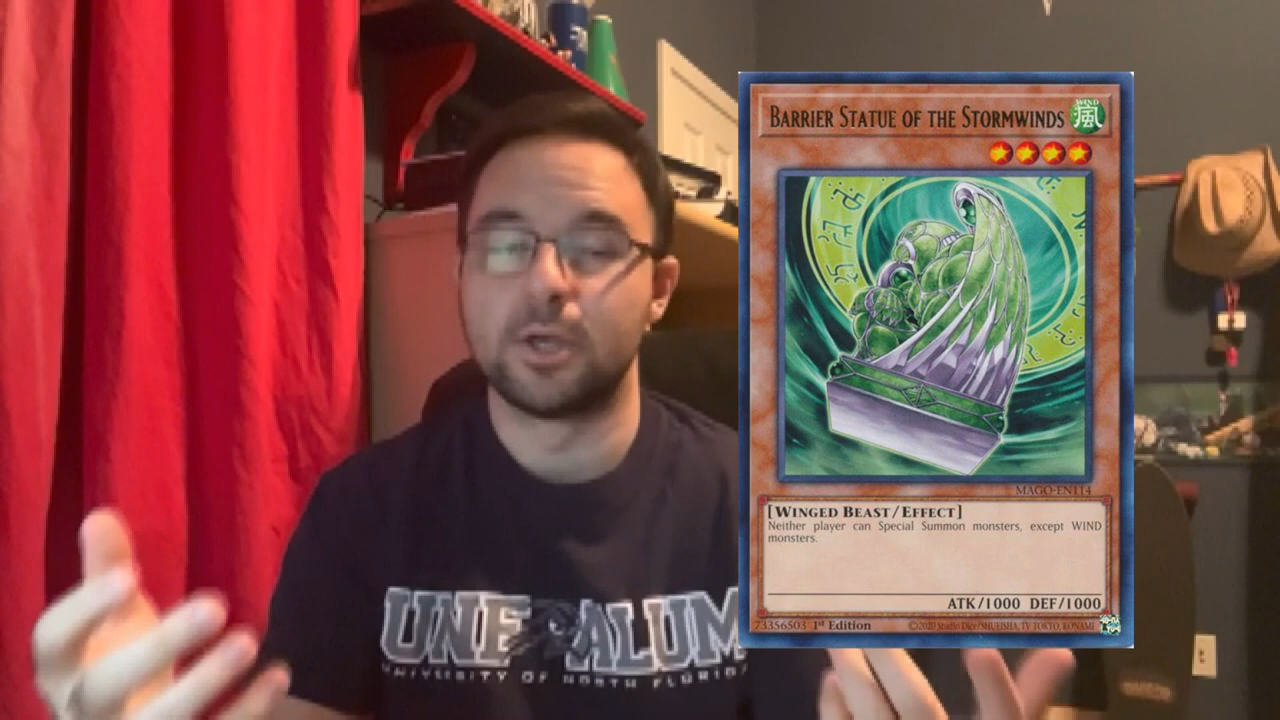 BARRIER STATUE OF THE STORMWINDS
WIND
風
MAGO-EN114
[WINGED BEAST/EFFECT]
Neither player can Special Summon monsters, except WIND
monsters.
ATK/1000 DEF/1000
73356503 1st Edition ©2020 Studio Dice/SHUEISHA, TV TOKYO, KONAMI
UNF ALUM
UNIVERSITY OF NORTH FLORID